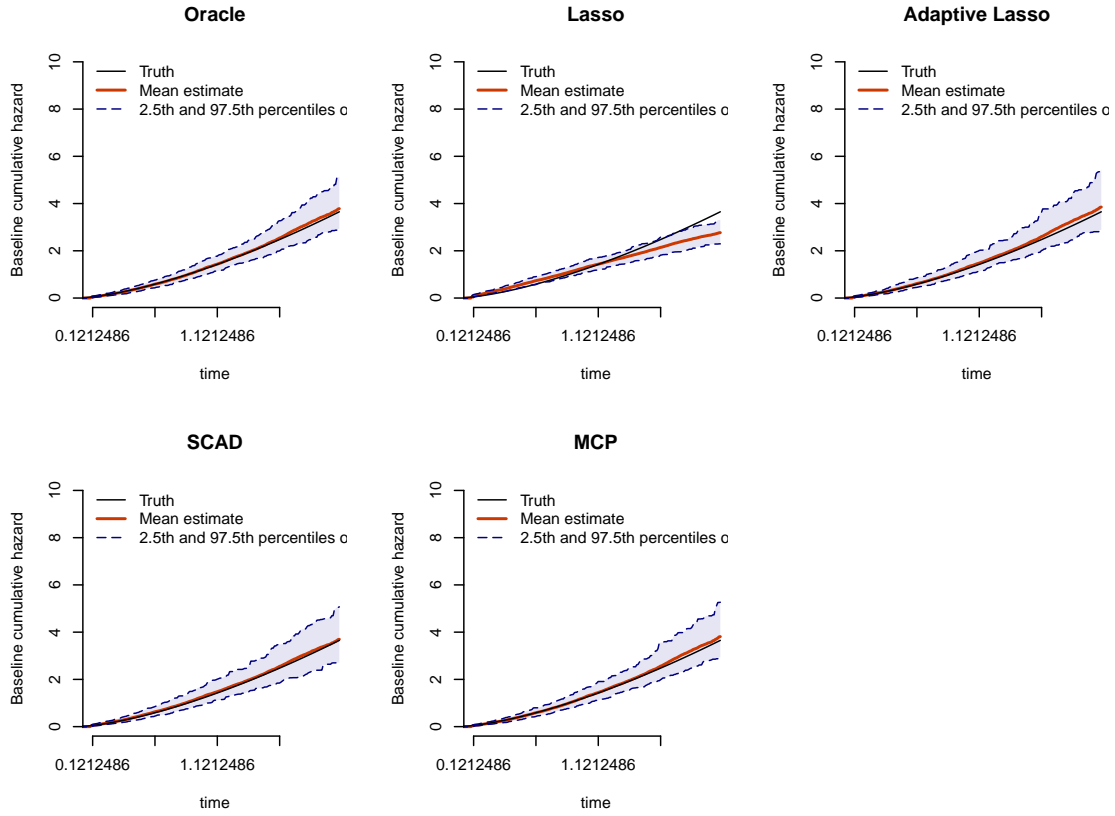 Oracle
Baseline cumulative hazard
10
8
6
4
2
0
Truth
Mean estimate
2.5th and 97.5th percentiles o
0.1212486
1.1212486
time
Lasso
Baseline cumulative hazard
10
8
6
4
2
0
Truth
Mean estimate
2.5th and 97.5th percentiles o
0.1212486
1.1212486
time
Adaptive Lasso
Baseline cumulative hazard
10
8
6
4
2
0
Truth
Mean estimate
2.5th and 97.5th percentiles o
0.1212486
1.1212486
time
SCAD
Baseline cumulative hazard
10
8
6
4
2
0
Truth
Mean estimate
2.5th and 97.5th percentiles o
0.1212486
1.1212486
time
MCP
Baseline cumulative hazard
10
8
6
4
2
0
Truth
Mean estimate
2.5th and 97.5th percentiles o
0.1212486
1.1212486
time